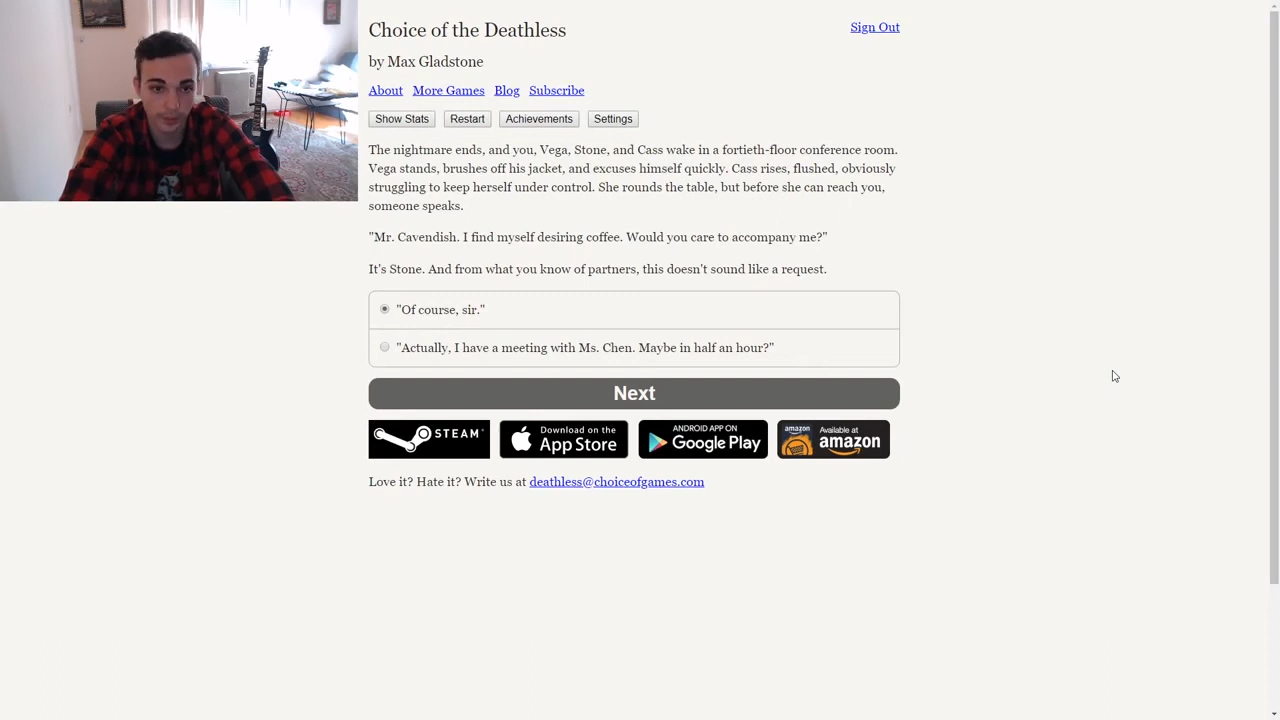 Choice of the Deathless
Sign Out
by Max Gladstone
About More Games Blog Subscribe
Show Stats Restart Achievements Settings
The nightmare ends, and you, Vega, Stone, and Cass wake in a fortieth-floor conference room.
Vega stands, brushes off his jacket, and excuses himself quickly. Cass rises, flushed, obviously
struggling to keep herself under control. She rounds the table, but before she can reach you,
someone speaks.
"Mr. Cavendish. I find myself desiring coffee. Would you care to accompany me?"
It's Stone. And from what you know of partners, this doesn't sound like a request.
"Of course, sir."
"Actually, I have a meeting with Ms. Chen. Maybe in half an hour?"
Next
STEAM
Download on the
App Store
ANDROID APP ON
Google Play
amazon
Available at
amazon
Love it? Hate it? Write us at deathless@choiceofgames.com